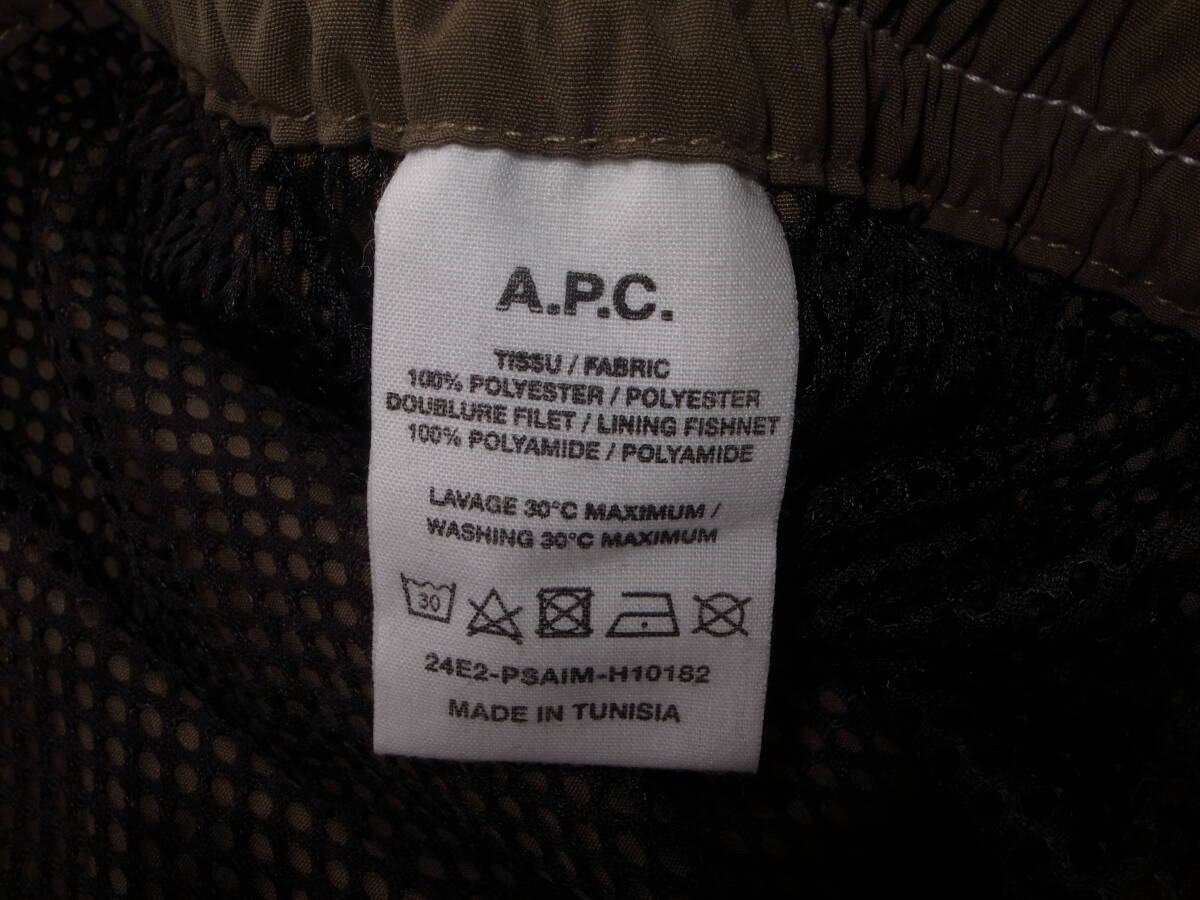 A.P.C.
TISSU / FABRIC
100% POLYESTER / POLYESTER
DOUBLURE FILET / LINING FISHNET
100% POLYAMIDE / POLYAMIDE
LAVAGE 30°C MAXIMUM /
WASHING 30°C MAXIMUM
30
24E2-PSAIM-H10182
MADE IN TUNISIA